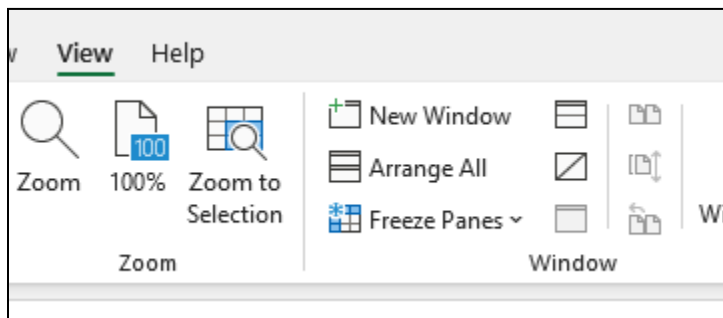 View Help
New Window
100
Arrange All
Zoom 100% Zoom to
Selection
Freeze Panes
Zoom Window